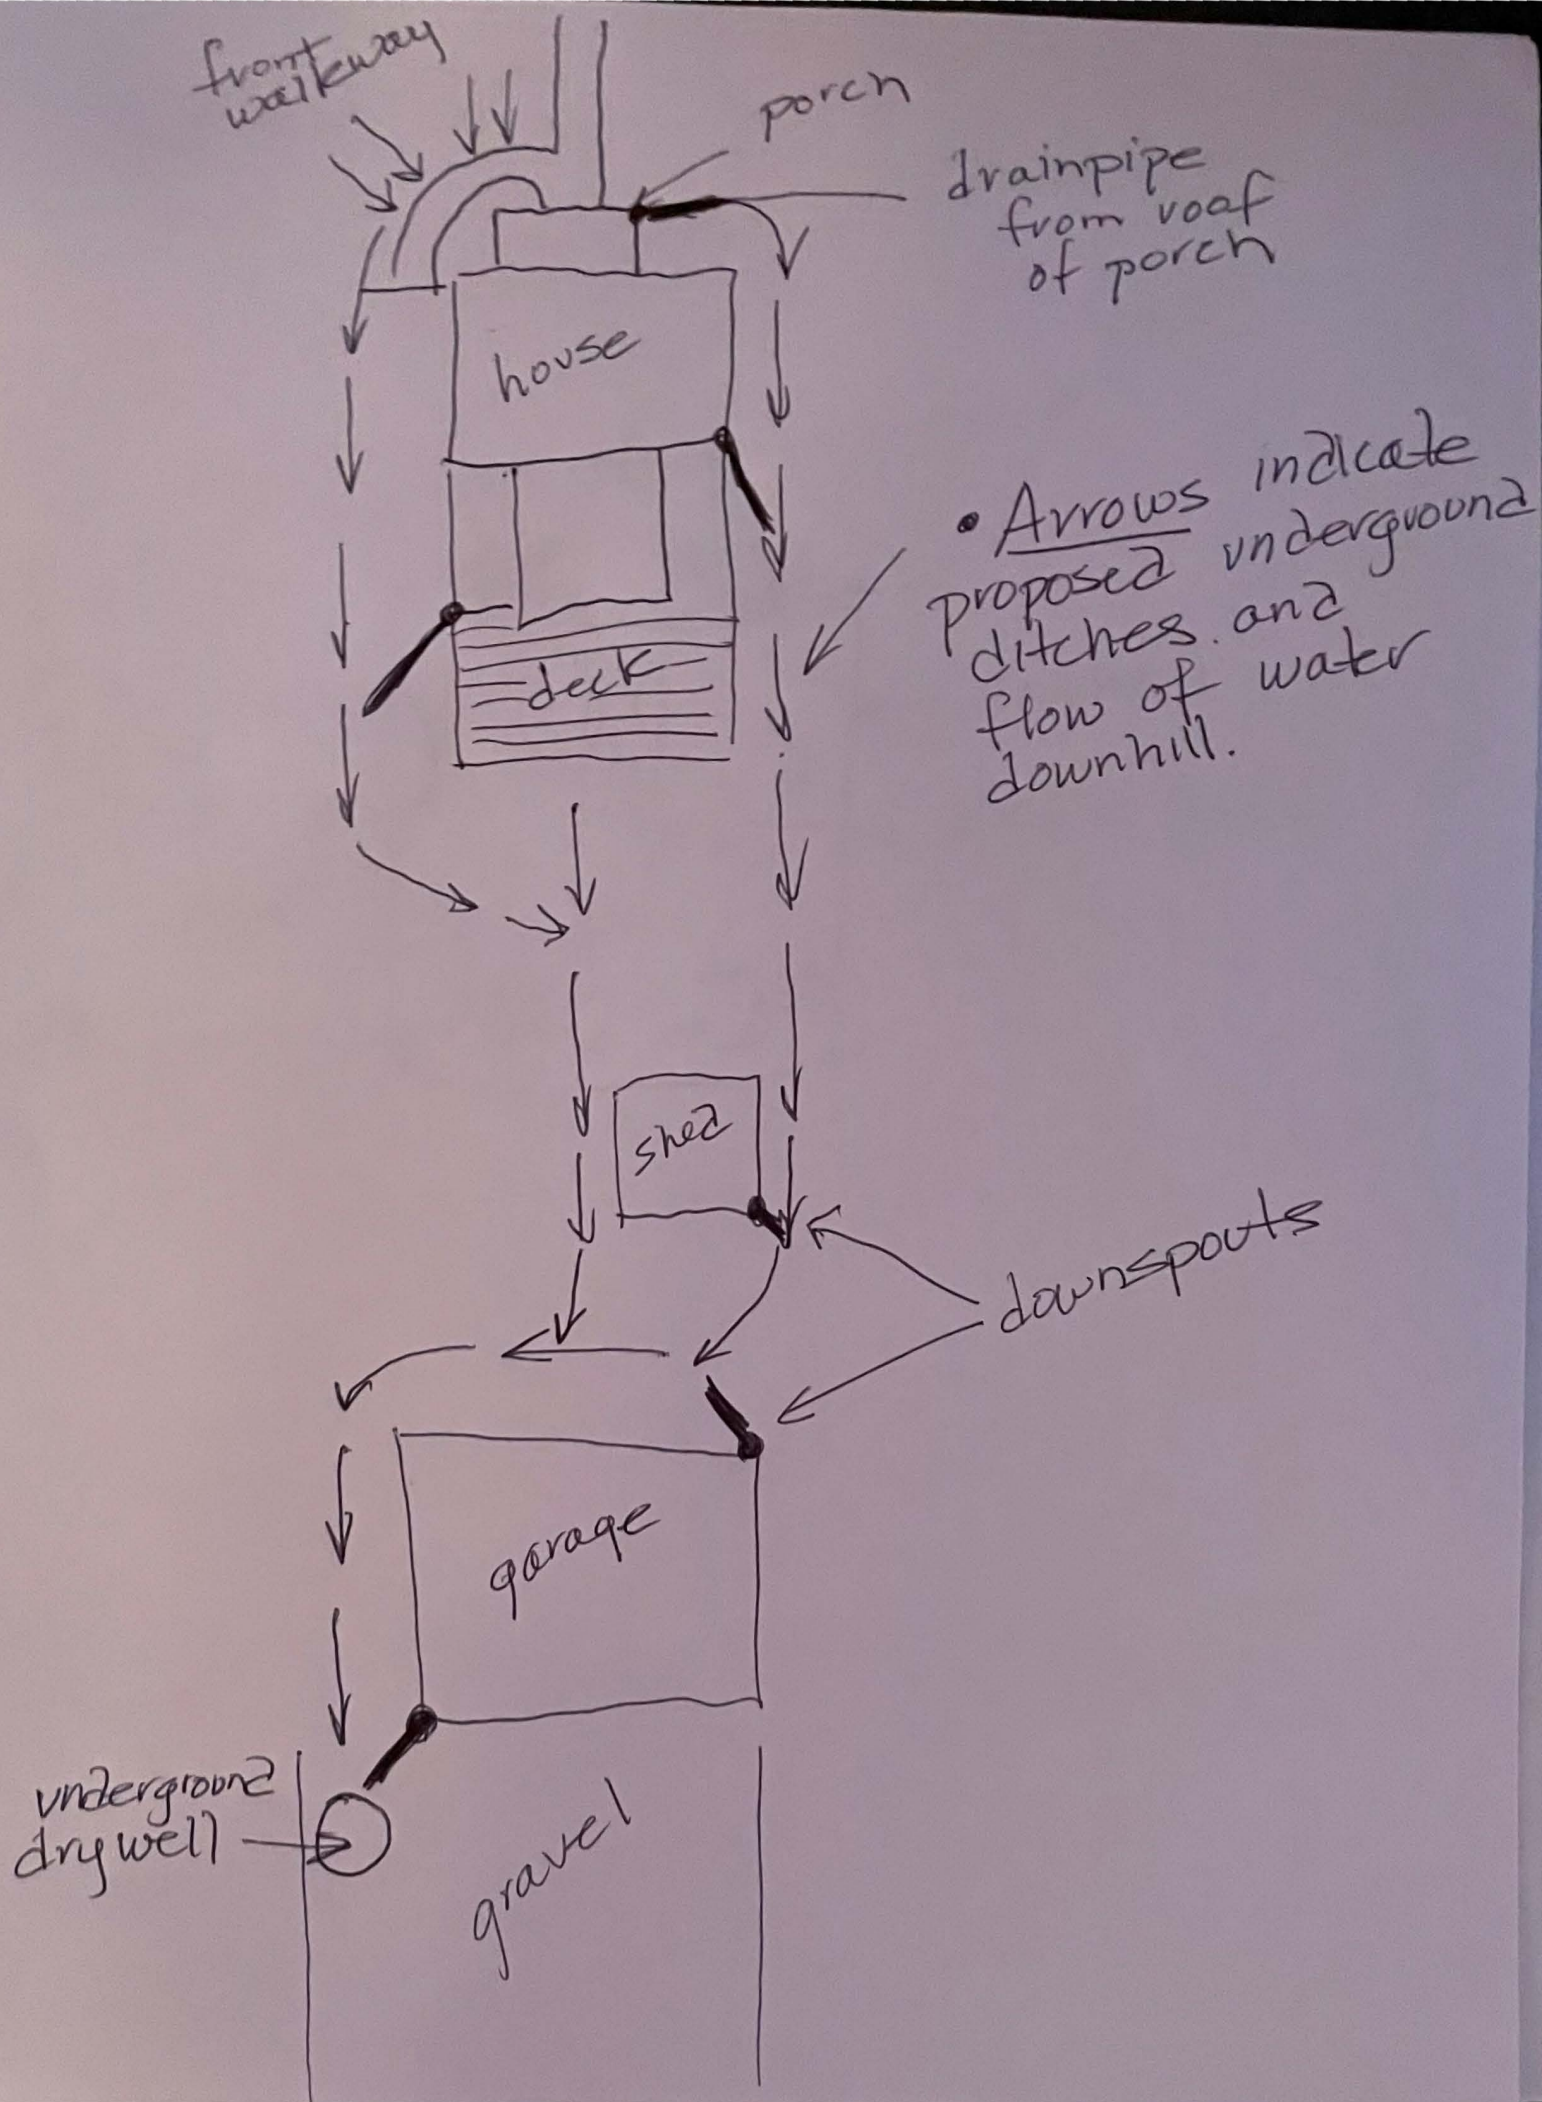 front
walkway
porch
drainpipe
from roof
of porch
house
• Arrows indicate
proposed underground
ditches and
flow of water
downhill.
deck
shed
downspouts
garage
underground
drywell
gravel